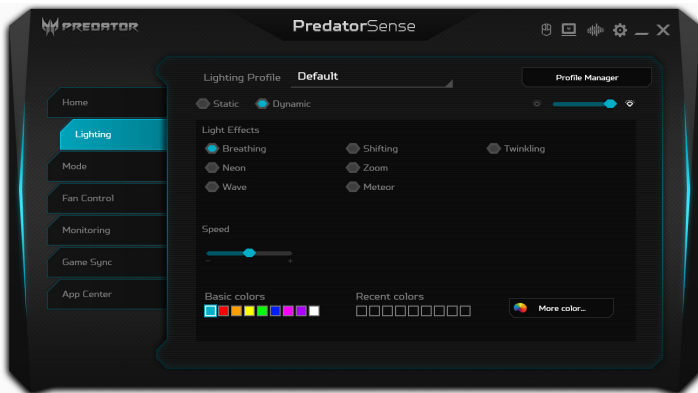 PREDATOR
PredatorSense
Lighting Profile Default
Profile Manager
Static Dynamic
Home
Lighting
Mode
Fan Control
Monitoring
Game Sync
App Center
Light Effects
Breathing Shifting Twinkling
Neon Zoom
Wave Meteor
Speed
- +
Basic colors Recent colors
More color...